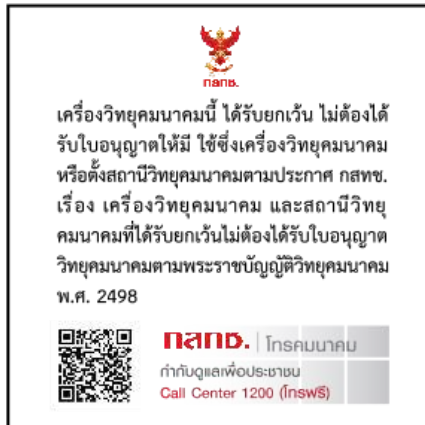 กสทช.
เครื่องวิทยุคมนาคมนี้ ได้รับยกเว้น ไม่ต้องได้
รับใบอนุญาตให้มี ใช้ซึ่งเครื่องวิทยุคมนาคม
หรือตั้งสถานีวิทยุคมนาคมตามประกาศ กสทช.
เรื่อง เครื่องวิทยุคมนาคม และสถานีวิทยุ
คมนาคมที่ได้รับยกเว้นไม่ต้องได้รับใบอนุญาต
วิทยุคมนาคมตามพระราชบัญญัติวิทยุคมนาคม
พ.ศ. 2498
กสทช. | โทรคมนาคม
กำกับดูแลเพื่อประชาชน
Call Center 1200 (โทรฟรี)